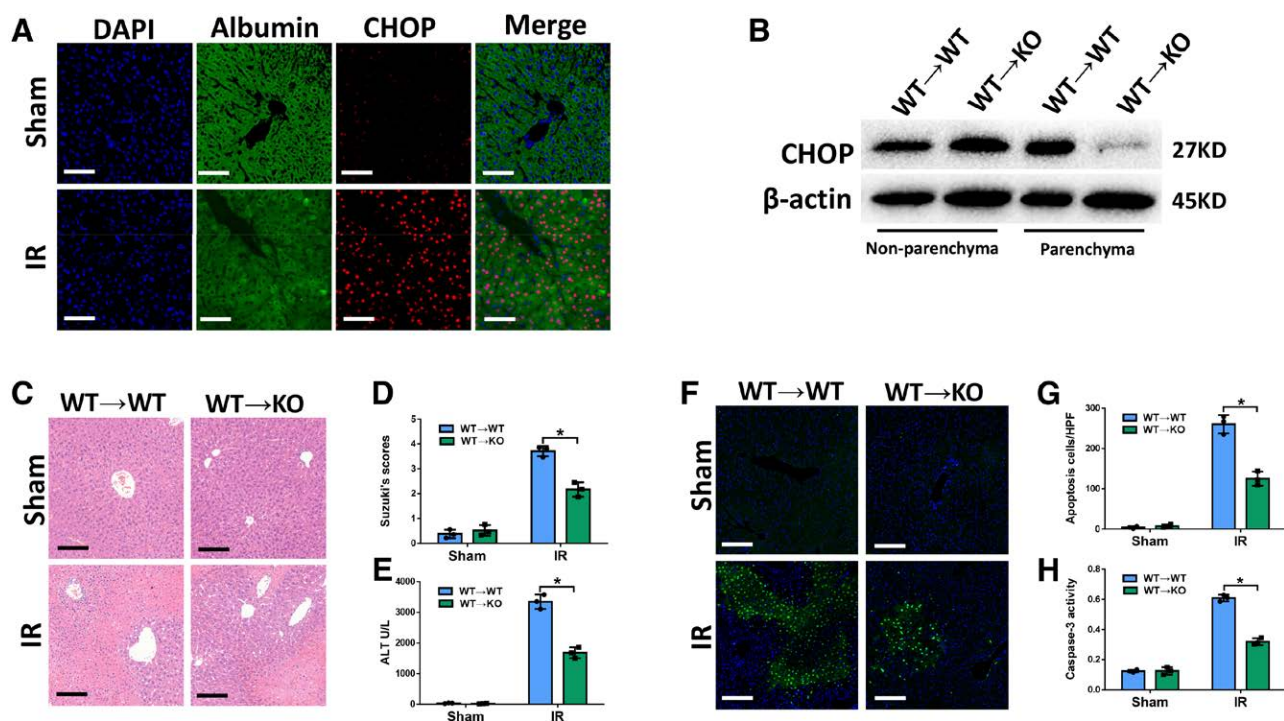 A
DAPI
Albumin
CHOP
Merge
Sham
IR
B
WT→WT
WT→KO
WT→WT
WT→KO
CHOP
27KD
β-actin
45KD
Non-parenchyma
Parenchyma
C
WT→WT
WT→KO
Sham
IR
D
WT→WT
WT→KO
*
Suzuki's scores
5
4
3
2
1
0
Sham
IR
E
WT→WT
WT→KO
*
ALT U/L
4000
3000
2000
1000
0
Sham
IR
F
WT→WT
WT→KO
Sham
IR
G
WT→WT
WT→KO
*
Apoptosis cells/HPF
300
200
100
0
Sham
IR
H
WT→WT
WT→KO
*
Caspase-3 activity
0.8
0.6
0.4
0.2
0.0
Sham
IR